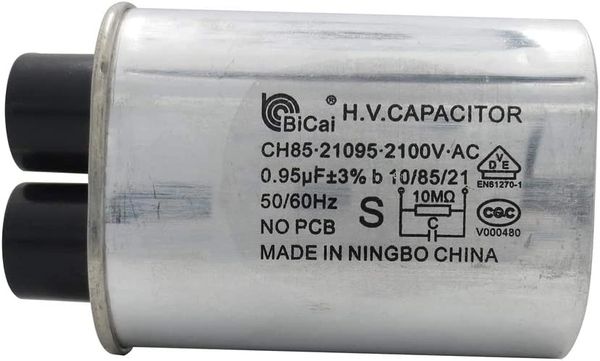 BiCai ® H.V.CAPACITOR
CH85·21095·2100V·AC
0.95µF±3% b 10/85/21
50/60Hz
NO PCB
S
10MΩ
C
MADE IN NINGBO CHINA
VDE
EN61270-1
CQC
V000480